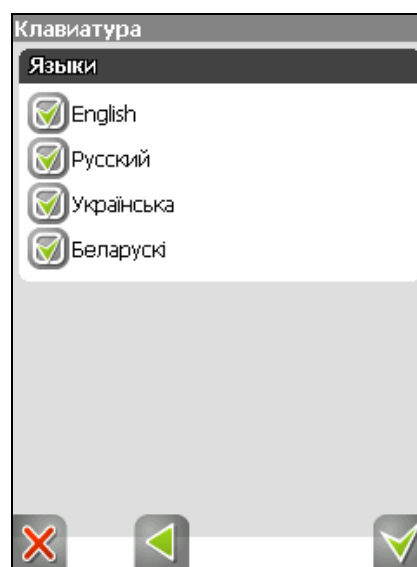 Клавиатура
Языки
English
Русский
Українська
Беларускі